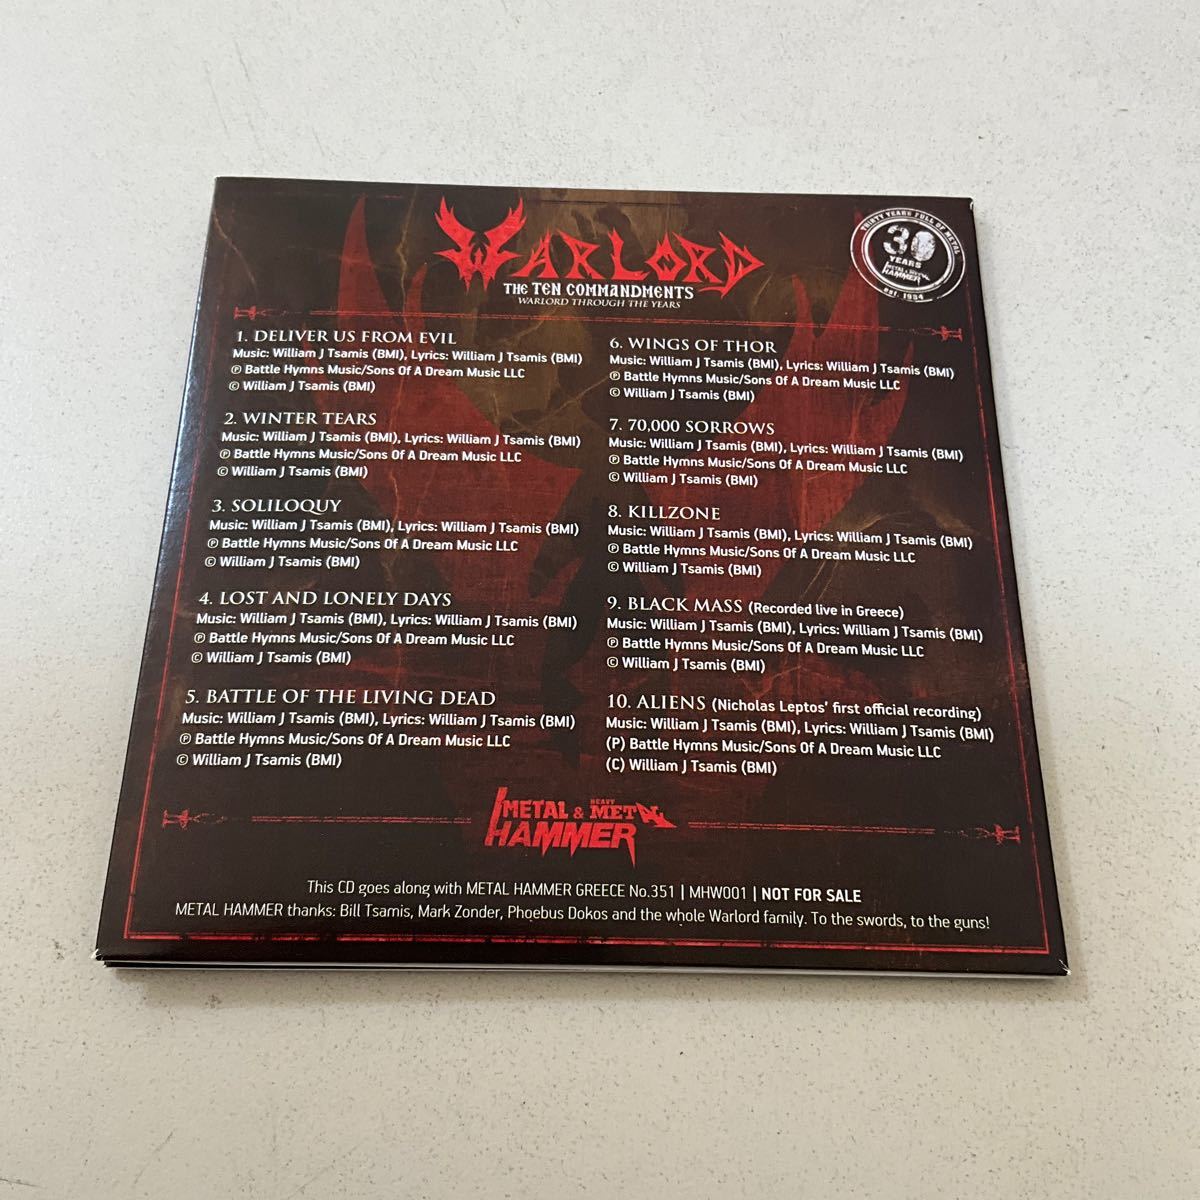 WARLORD
THE TEN COMMANDMENTS
WARLORD THROUGH THE YEARS
THIRTY YEARS FULL OF METAL
30
YEARS
METAL & METAL
HAMMER
est. 1984
1. DELIVER US FROM EVIL
Music: William J Tsamis (BMI), Lyrics: William J Tsamis (BMI)
℗ Battle Hymns Music/Sons Of A Dream Music LLC
© William J Tsamis (BMI)
2. WINTER TEARS
Music: William J Tsamis (BMI), Lyrics: William J Tsamis (BMI)
℗ Battle Hymns Music/Sons Of A Dream Music LLC
© William J Tsamis (BMI)
3. SOLILOQUY
Music: William J Tsamis (BMI), Lyrics: William J Tsamis (BMI)
℗ Battle Hymns Music/Sons Of A Dream Music LLC
© William J Tsamis (BMI)
4. LOST AND LONELY DAYS
Music: William J Tsamis (BMI), Lyrics: William J Tsamis (BMI)
℗ Battle Hymns Music/Sons Of A Dream Music LLC
© William J Tsamis (BMI)
5. BATTLE OF THE LIVING DEAD
Music: William J Tsamis (BMI), Lyrics: William J Tsamis (BMI)
℗ Battle Hymns Music/Sons Of A Dream Music LLC
© William J Tsamis (BMI)
6. WINGS OF THOR
Music: William J Tsamis (BMI), Lyrics: William J Tsamis (BMI)
℗ Battle Hymns Music/Sons Of A Dream Music LLC
© William J Tsamis (BMI)
7. 70,000 SORROWS
Music: William J Tsamis (BMI), Lyrics: William J Tsamis (BMI)
℗ Battle Hymns Music/Sons Of A Dream Music LLC
© William J Tsamis (BMI)
8. KILLZONE
Music: William J Tsamis (BMI), Lyrics: William J Tsamis (BMI)
℗ Battle Hymns Music/Sons Of A Dream Music LLC
© William J Tsamis (BMI)
9. BLACK MASS (Recorded live in Greece)
Music: William J Tsamis (BMI), Lyrics: William J Tsamis (BMI)
℗ Battle Hymns Music/Sons Of A Dream Music LLC
© William J Tsamis (BMI)
10. ALIENS (Nicholas Leptos' first official recording)
Music: William J Tsamis (BMI), Lyrics: William J Tsamis (BMI)
(P) Battle Hymns Music/Sons Of A Dream Music LLC
(C) William J Tsamis (BMI)
METAL & HEAVY METAL
HAMMER
This CD goes along with METAL HAMMER GREECE No.351 | MHW001 | NOT FOR SALE
METAL HAMMER thanks: Bill Tsamis, Mark Zonder, Phoebus Dokos and the whole Warlord family. To the swords, to the guns!